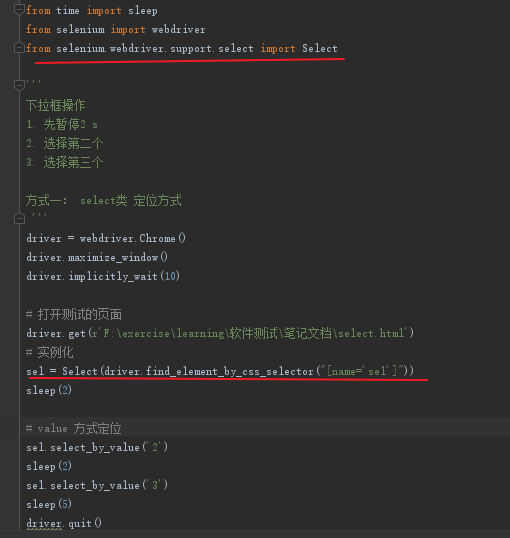 from time import sleep
from selenium import webdriver
from selenium.webdriver.support.select import Select
'''
下拉框操作
1. 先暂停2 s
2. 选择第二个
3. 选择第三个
方式一： select类 定位方式
'''
driver = webdriver.Chrome()
driver.maximize_window()
driver.implicitly_wait(10)
# 打开测试的页面
driver.get(r'F:\exercise\learning\软件测试\笔记文档\select.html')
# 实例化
sel = Select(driver.find_element_by_css_selector("[name='sel']"))
sleep(2)
# value 方式定位
sel.select_by_value('2')
sleep(2)
sel.select_by_value('3')
sleep(5)
driver.quit()